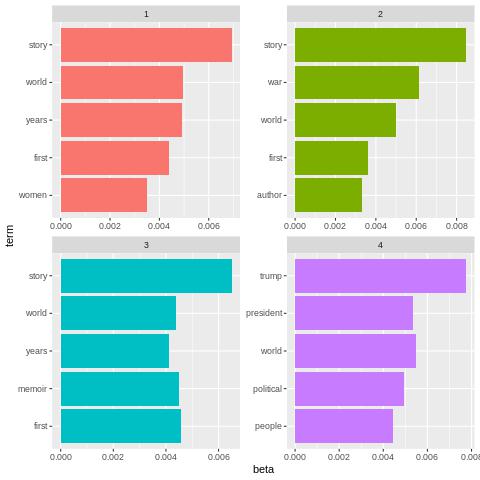 1
story
world
years
first
women
0.000 0.002 0.004 0.006
2
story
war
world
first
author
0.000 0.002 0.004 0.006 0.008
term
3
story
world
years
memoir
first
0.000 0.002 0.004 0.006
4
trump
president
world
political
people
0.000 0.002 0.004 0.006 0.008
beta